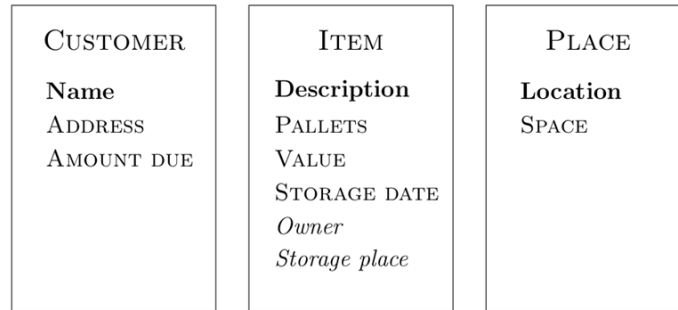 CUSTOMER
Name
ADDRESS
AMOUNT DUE
ITEM
Description
PALLETS
VALUE
STORAGE DATE
Owner
Storage place
PLACE
Location
SPACE